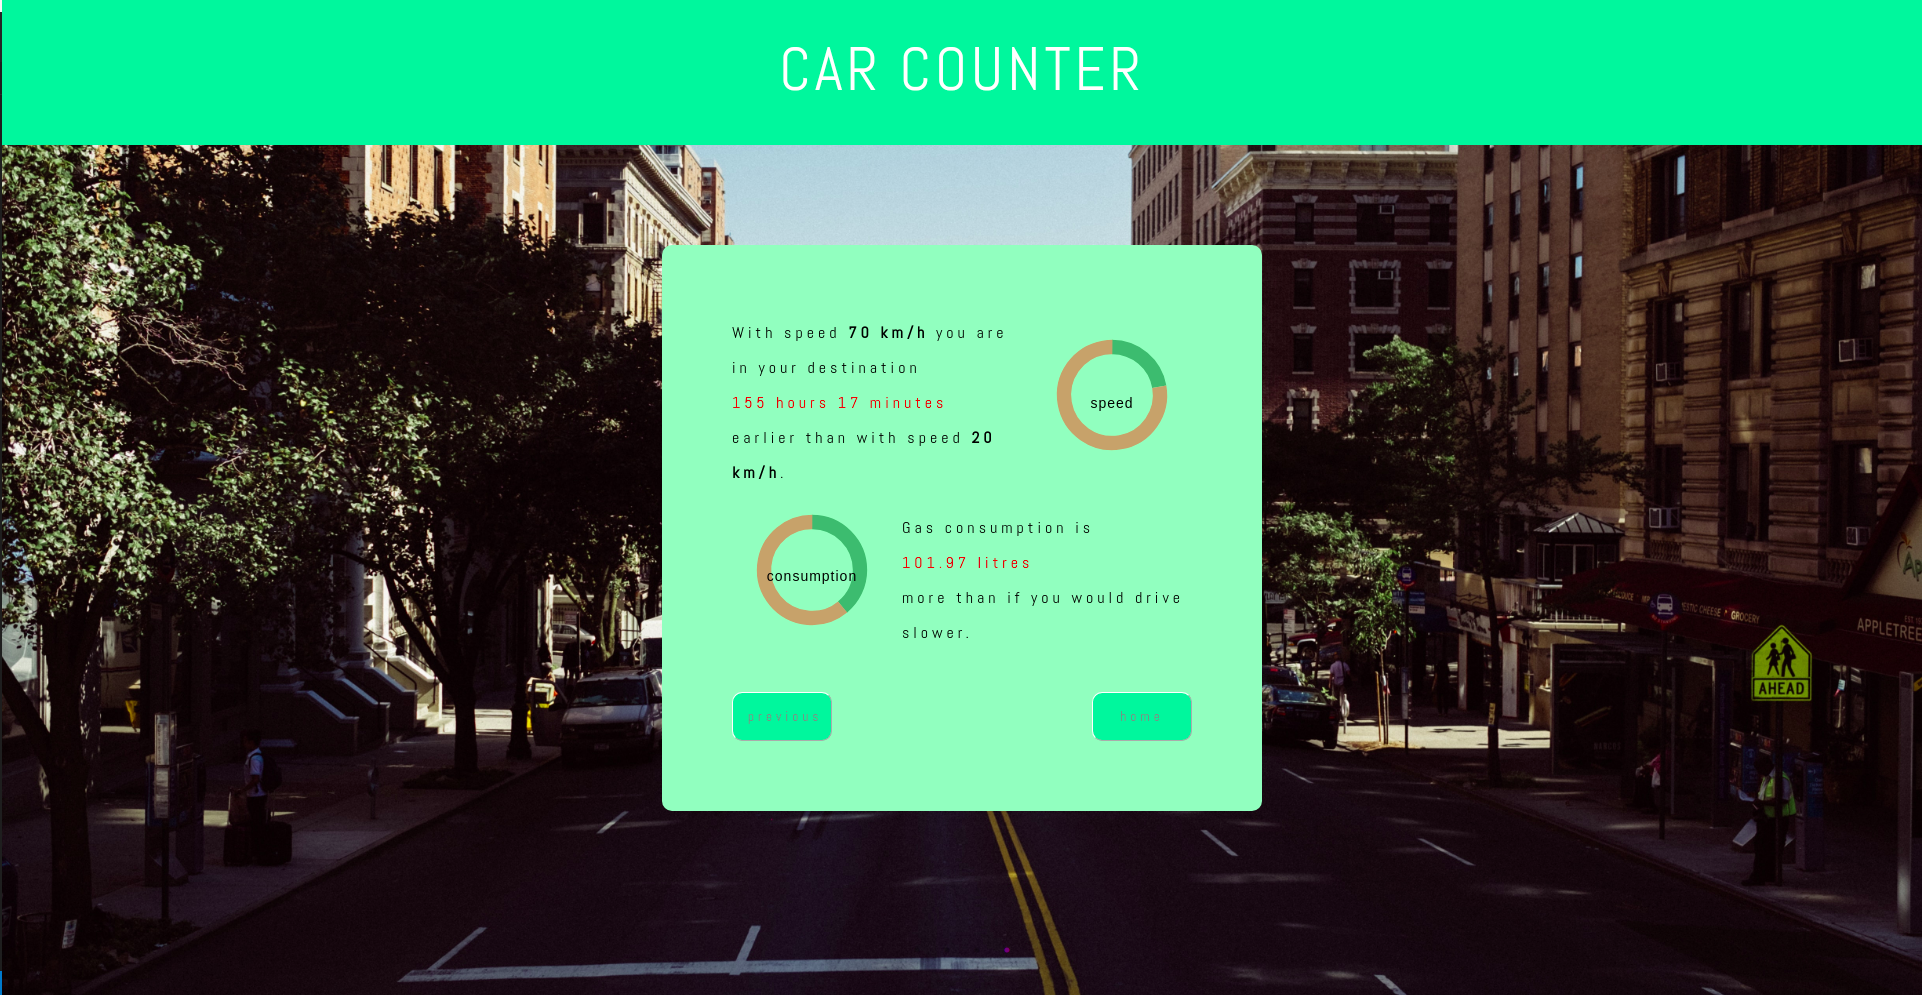 CAR COUNTER
With speed 70 km/h you are
in your destination
155 hours 17 minutes
earlier than with speed 20
km/h.
speed
consumption
Gas consumption is
101.97 litres
more than if you would drive
slower.
previous
home
GROCERY
APPLETREE
AHEAD